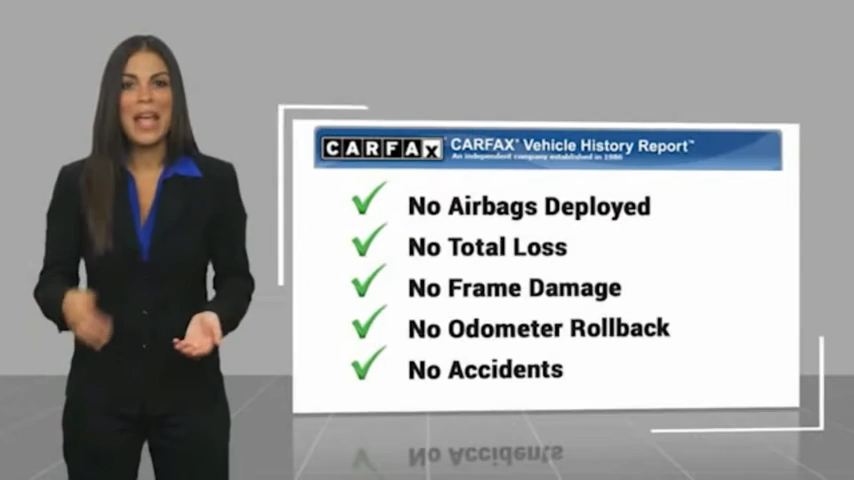 CARFAX CARFAX® Vehicle History Report™
An independent company established in 1986
No Airbags Deployed
No Total Loss
No Frame Damage
No Odometer Rollback
No Accidents
No Accidents